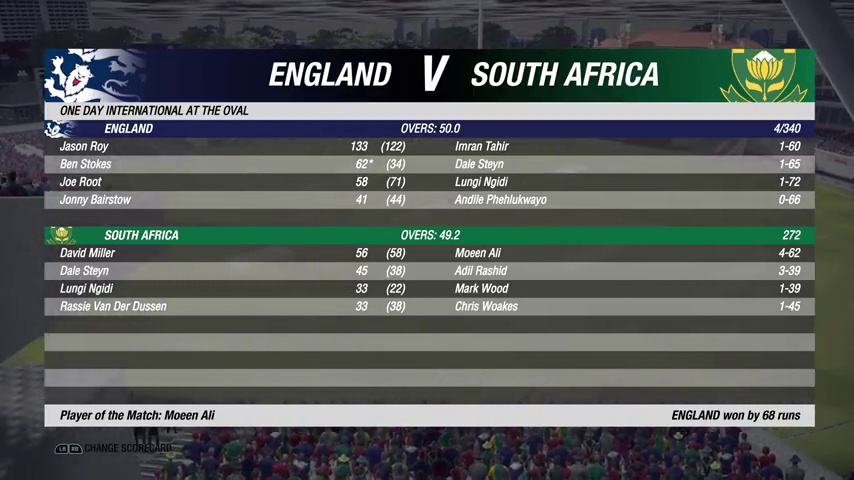 ENGLAND V SOUTH AFRICA
ONE DAY INTERNATIONAL AT THE OVAL
ENGLAND OVERS: 50.0 4/340
Jason Roy 133 (122) Imran Tahir 1-60
Ben Stokes 62* (34) Dale Steyn 1-65
Joe Root 58 (71) Lungi Ngidi 1-72
Jonny Bairstow 41 (44) Andile Phehlukwayo 0-66
SOUTH AFRICA OVERS: 49.2 272
David Miller 56 (58) Moeen Ali 4-62
Dale Steyn 45 (38) Adil Rashid 3-39
Lungi Ngidi 33 (22) Mark Wood 1-39
Rassie Van Der Dussen 33 (38) Chris Woakes 1-45
Player of the Match: Moeen Ali ENGLAND won by 68 runs
LB RB CHANGE SCORECARD